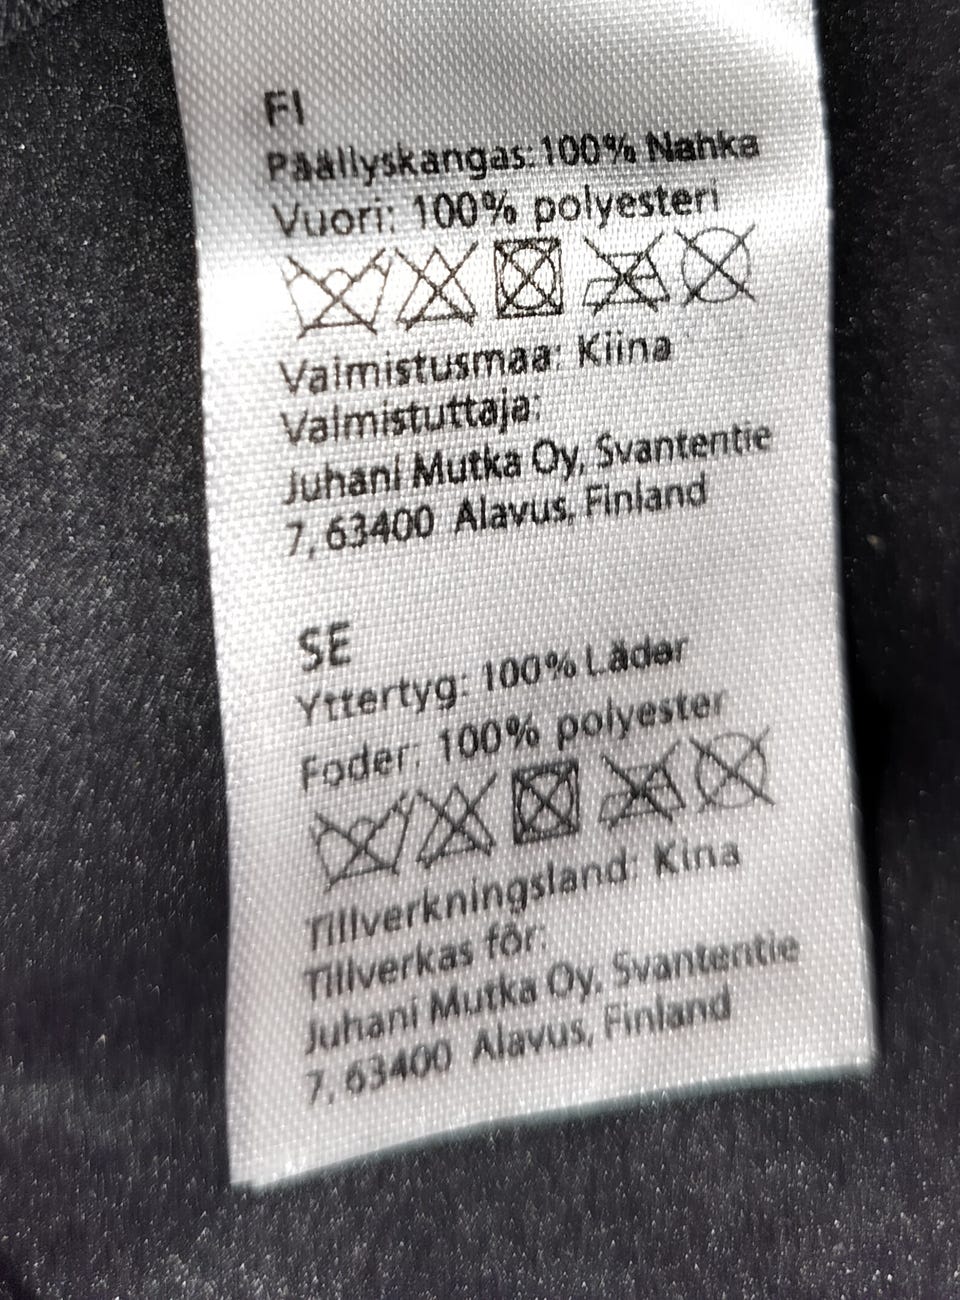 FI
Päällyskangas: 100% Nahka
Vuori: 100% polyesteri
Valmistusmaa: Kiina
Valmistuttaja:
Juhani Mutka Oy, Svantentie
7, 63400 Alavus, Finland
SE
Yttertyg: 100% Läder
Foder: 100% polyester
Tillverkningsland: Kina
Tillverkas för:
Juhani Mutka Oy, Svantentie
7, 63400 Alavus, Finland